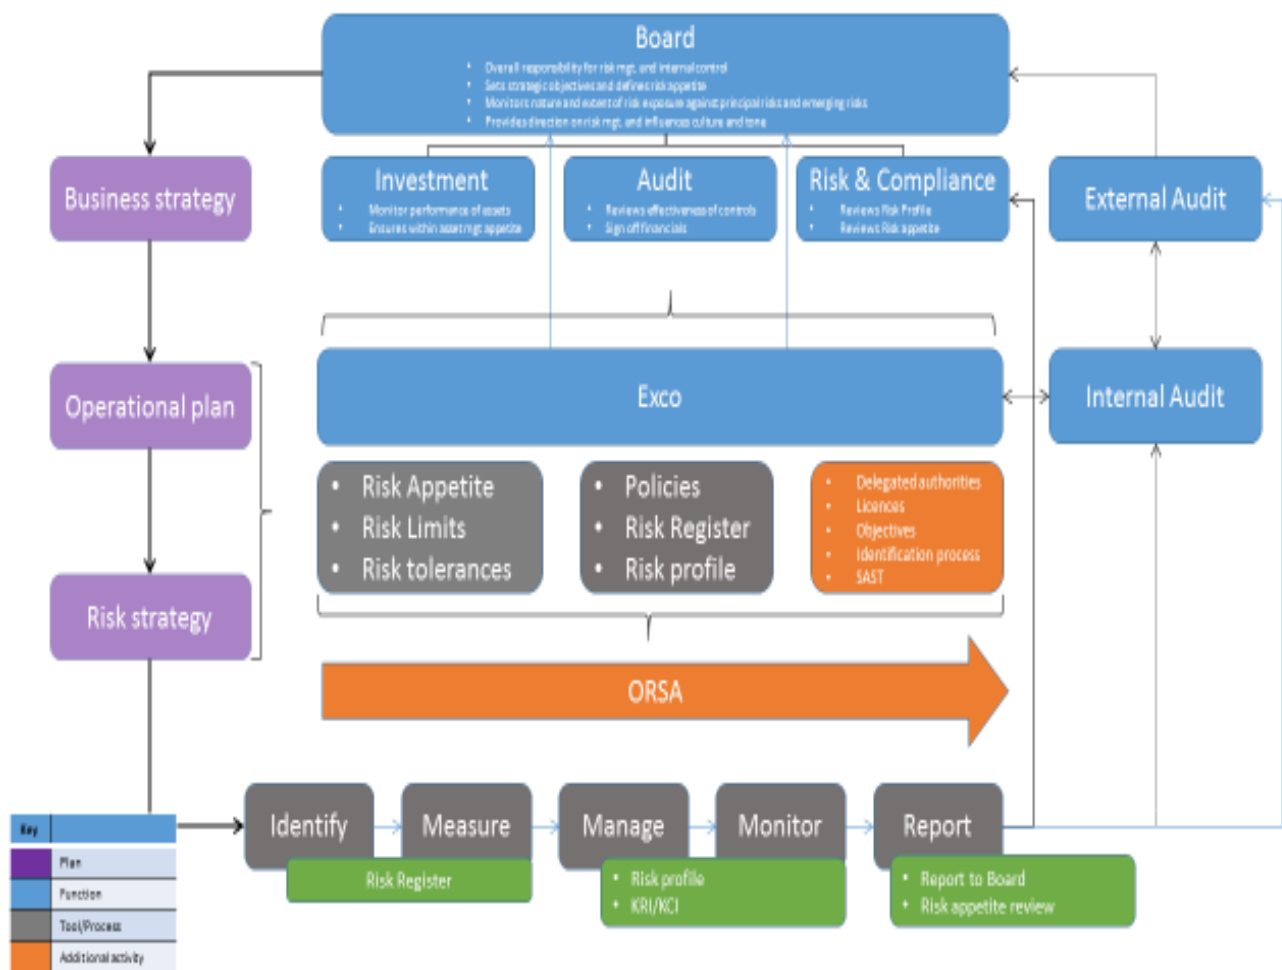 Board
• Overall responsibility for risk mgt. and internal control
• Sets strategic objectives and defines risk appetite
• Monitors nature and extent of risk exposure against principal risks and emerging risks
• Provides direction on risk mgt. and influences culture and tone
Business strategy
Investment
• Monitor performance of assets
• Ensures within asset mgt appetite
Audit
• Reviews effectiveness of controls
• Sign off financials
Risk & Compliance
• Reviews Risk Profile
• Reviews Risk appetite
External Audit
Operational plan
Exco
Internal Audit
• Risk Appetite
• Risk Limits
• Risk tolerances
• Policies
• Risk Register
• Risk profile
• Delegated authorities
• Licences
• Objectives
• Identification process
• SAST
Risk strategy
ORSA
Identify
Measure
Manage
Monitor
Report
Risk Register
• Risk profile
• KRI/KCI
• Report to Board
• Risk appetite review
Key
Plan
Function
Tool/Process
Additional activity